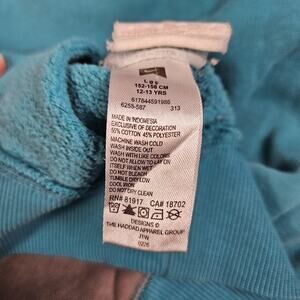 152-158 CM
12-13 YRS
617844591986
6255-587 313
MADE IN INDONESIA
EXCLUSIVE OF DECORATION
55% COTTON 45% POLYESTER
MACHINE WASH COLD
WASH INSIDE OUT
WASH WITH LIKE COLORS
DO NOT ALLOW TO LAY ON
ITSELF WHEN WET
DO NOT BLEACH
TUMBLE DRY LOW
COOL IRON
DO NOT DRY CLEAN
RN# 81917 CA# 18702
DESIGNS ©
THE HADDAD APPAREL GROUP